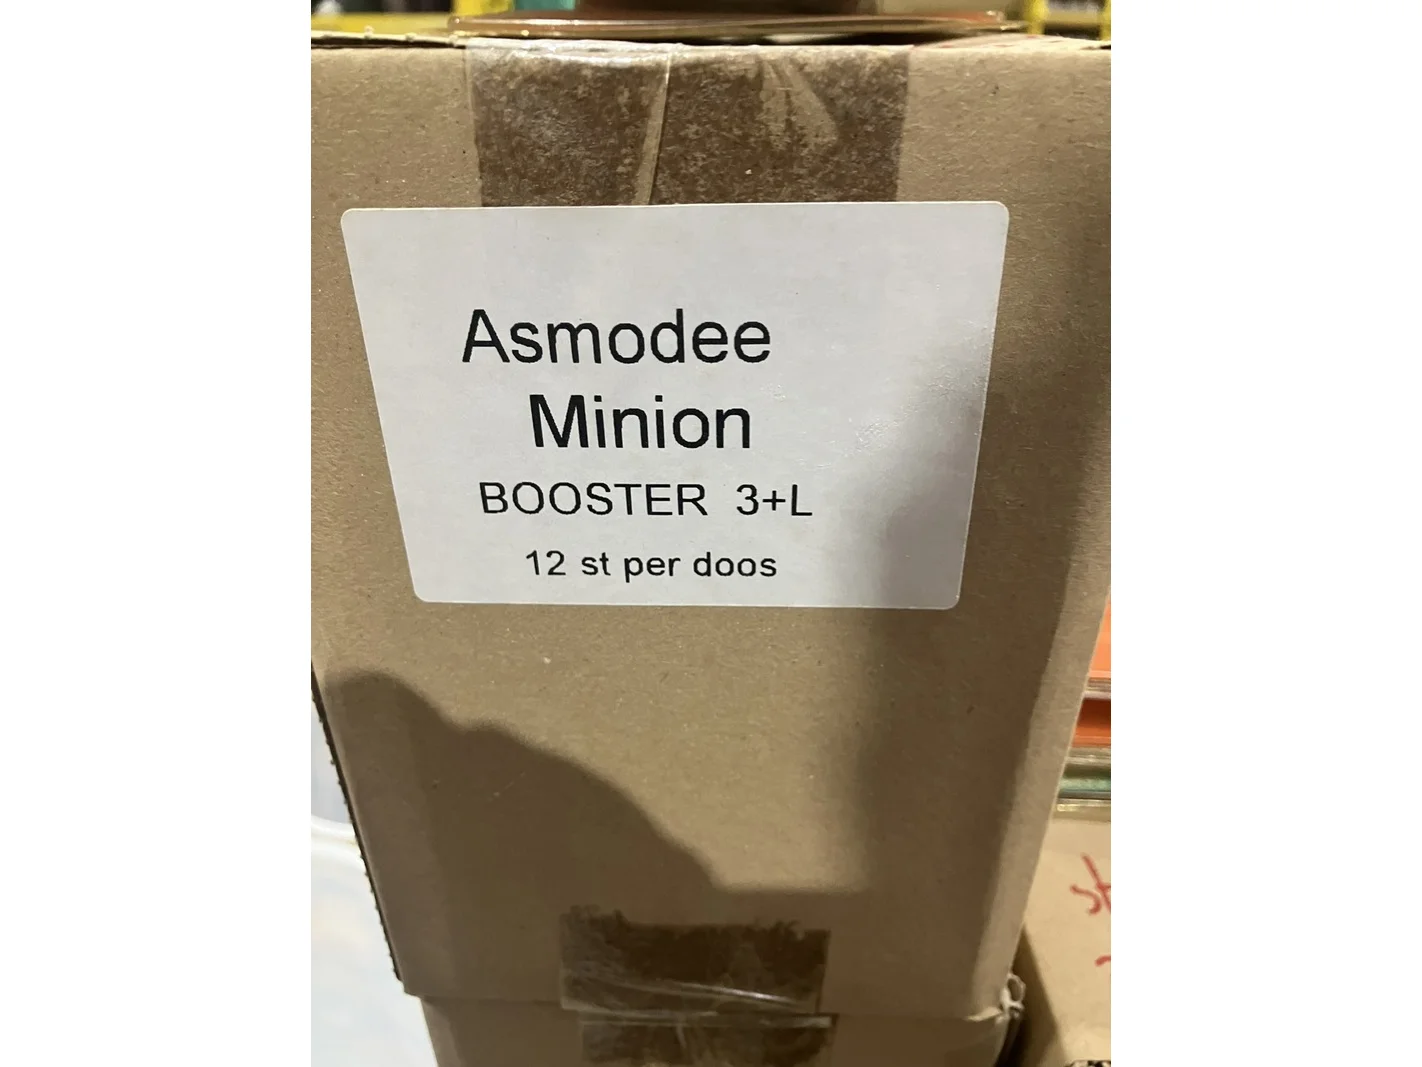 Asmodee
Minion
BOOSTER 3+L
12 st per doos